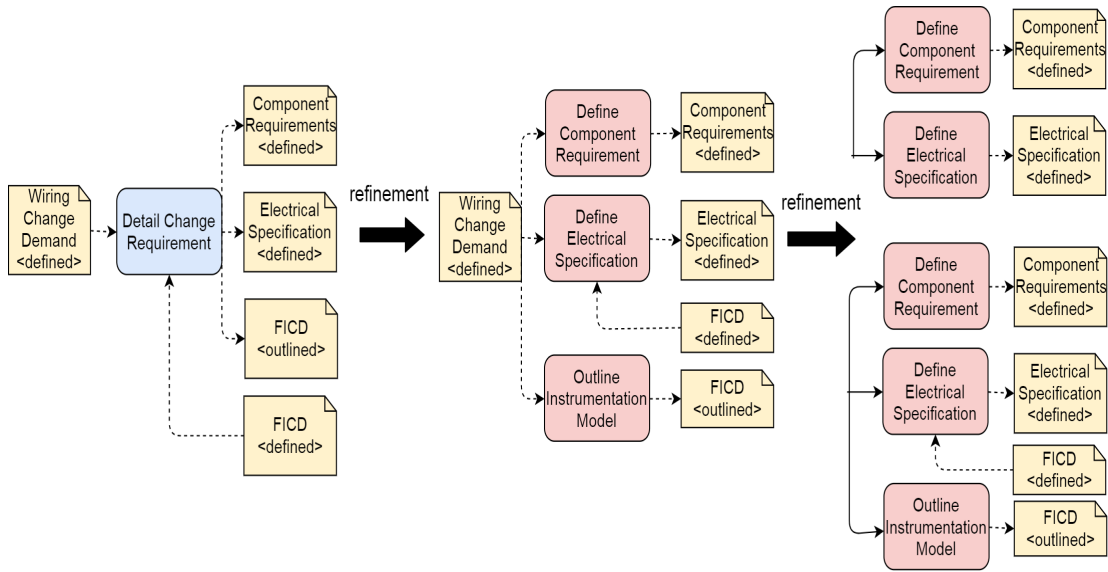 Wiring
Change
Demand
<defined>
Detail Change
Requirement
Component
Requirements
<defined>
Electrical
Specification
<defined>
FICD
<outlined>
FICD
<defined>
refinement
Wiring
Change
Demand
<defined>
Define
Component
Requirement
Component
Requirements
<defined>
Define
Electrical
Specification
Electrical
Specification
<defined>
FICD
<defined>
Outline
Instrumentation
Model
FICD
<outlined>
refinement
Define
Component
Requirement
Component
Requirements
<defined>
Define
Electrical
Specification
Electrical
Specification
<defined>
Define
Component
Requirement
Component
Requirements
<defined>
Define
Electrical
Specification
Electrical
Specification
<defined>
FICD
<defined>
Outline
Instrumentation
Model
FICD
<outlined>